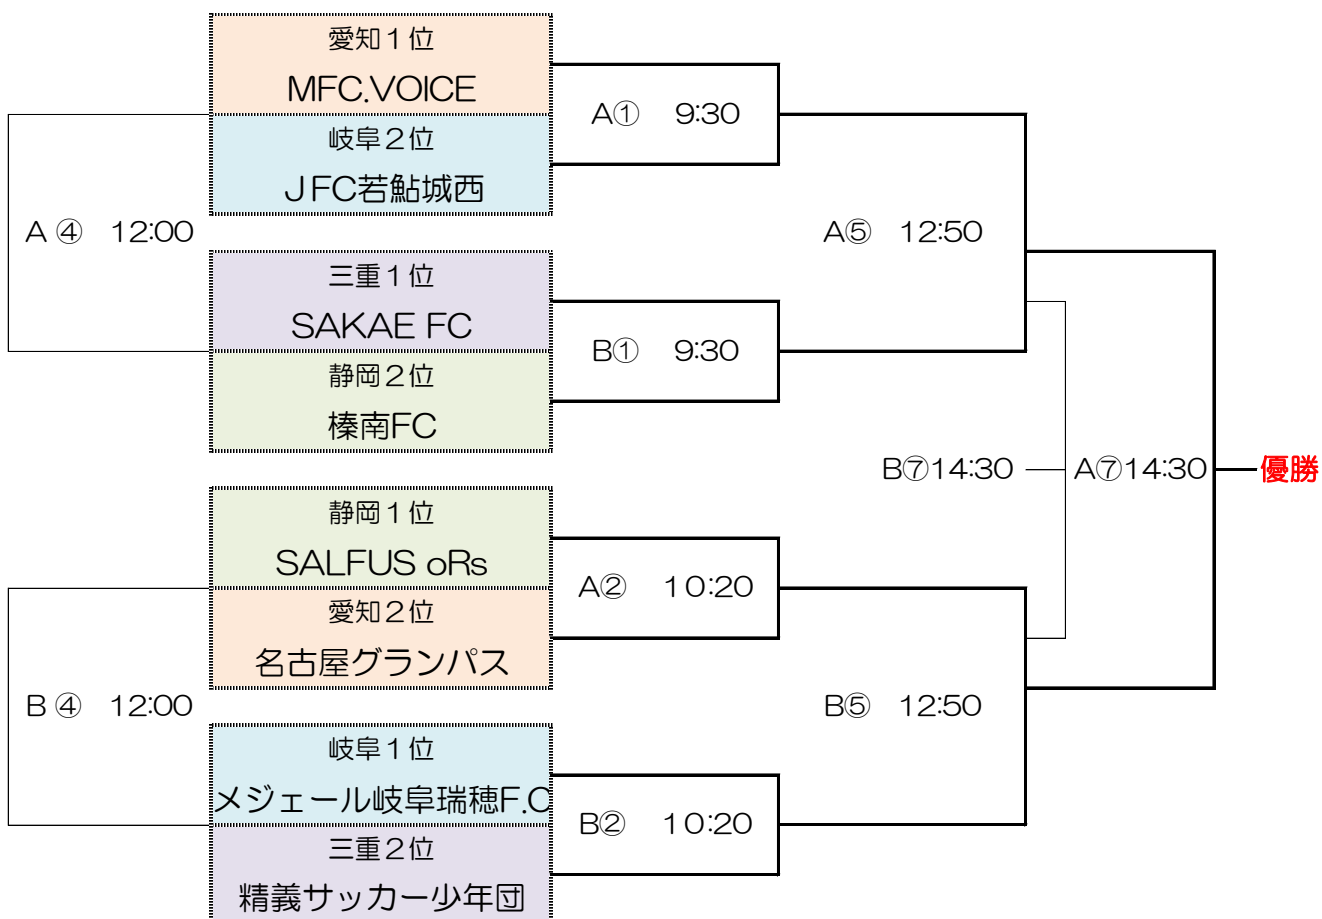 愛知１位
MFC.VOICE
A① 9:30
岐阜２位
ＪFC若鮎城西
A ④ 12:00
A⑤ 12:50
三重１位
SAKAE FC
B① 9:30
静岡２位
榛南FC
B⑦14:30
A⑦14:30
優勝
静岡１位
SALFUS oRs
A② 10:20
愛知２位
名古屋グランパス
B ④ 12:00
B⑤ 12:50
岐阜１位
メジェール岐阜瑞穂F.C
B② 10:20
三重２位
精義サッカー少年団